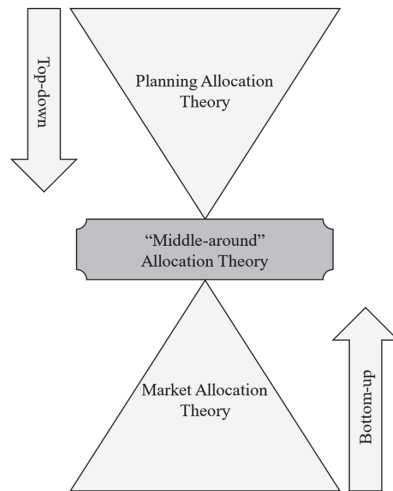 Top-down
Planning Allocation
Theory
“Middle-around”
Allocation Theory
Market Allocation
Theory
Bottom-up